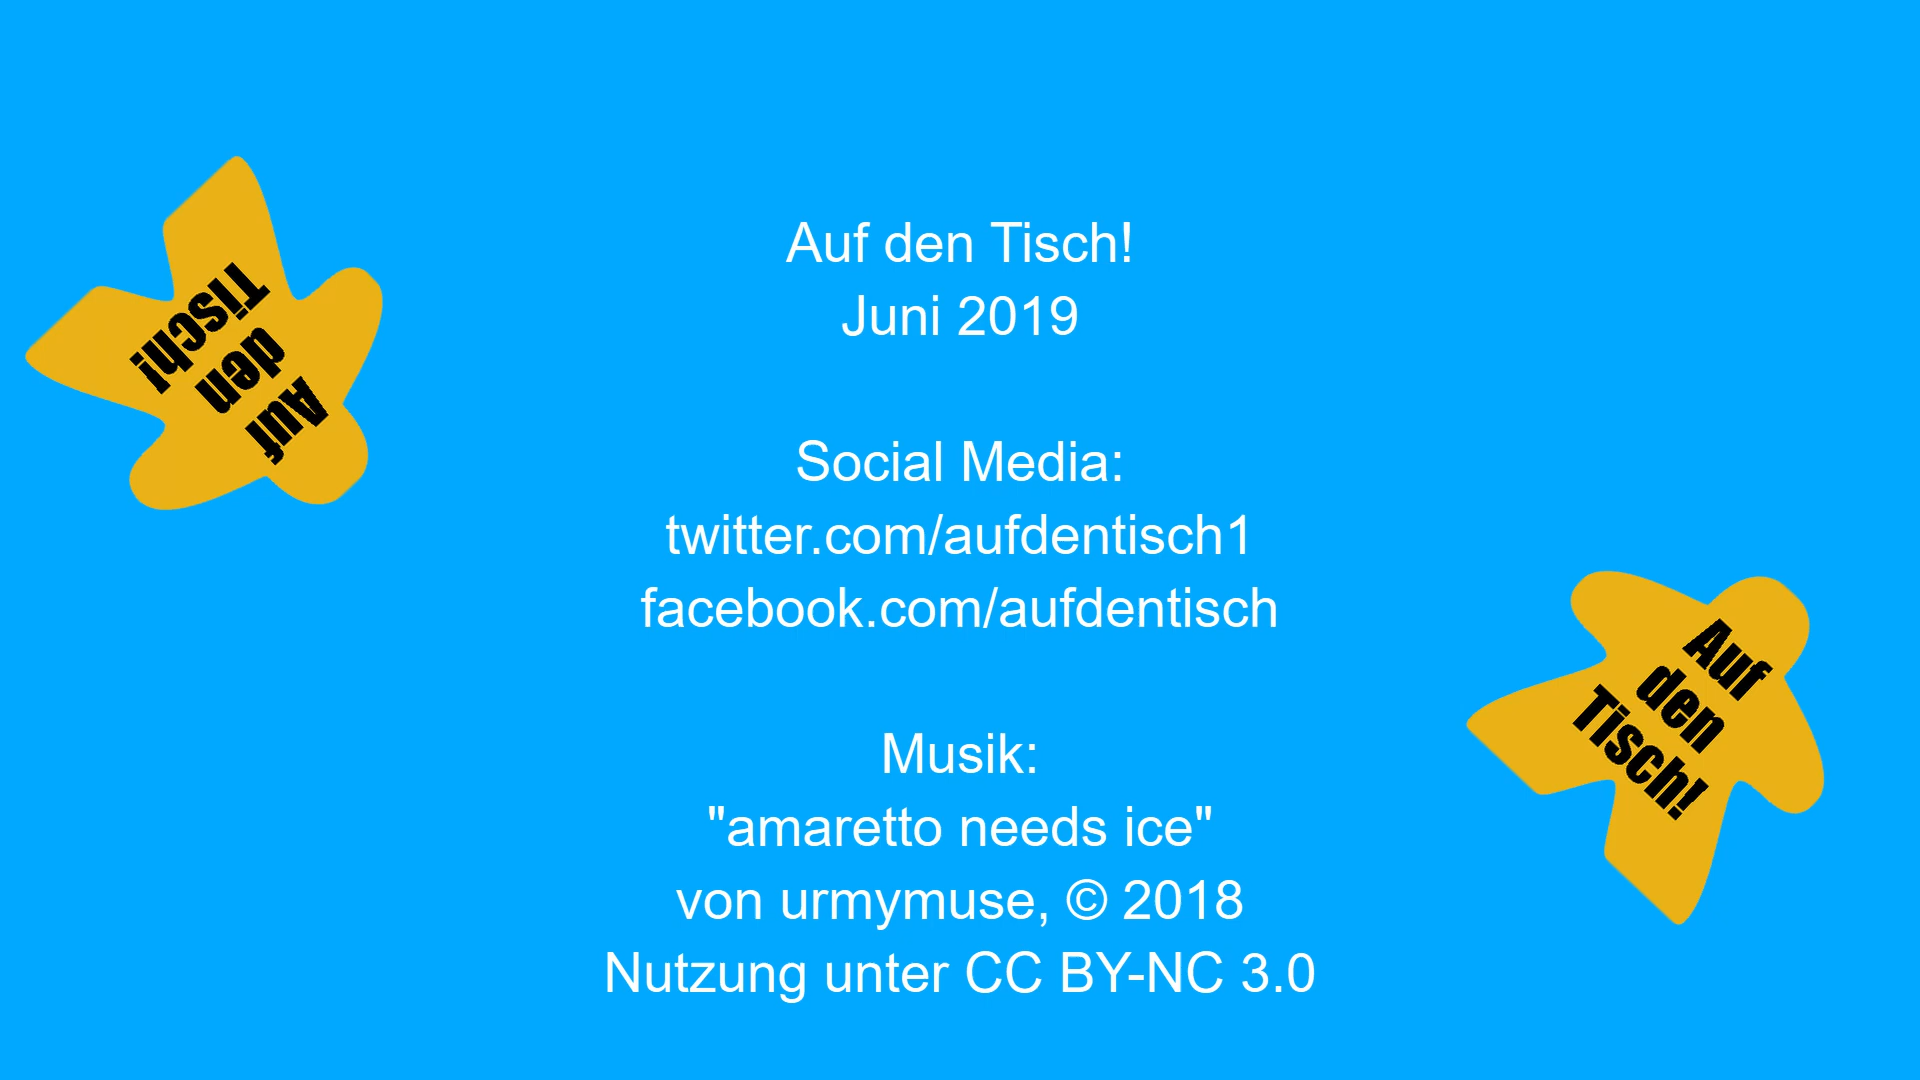 Auf den Tisch!
Juni 2019
Social Media:
twitter.com/aufdentisch1
facebook.com/aufdentisch
Musik:
"amaretto needs ice"
von urmymuse, © 2018
Nutzung unter CC BY-NC 3.0
Auf
den
Tisch!
Auf
den
Tisch!